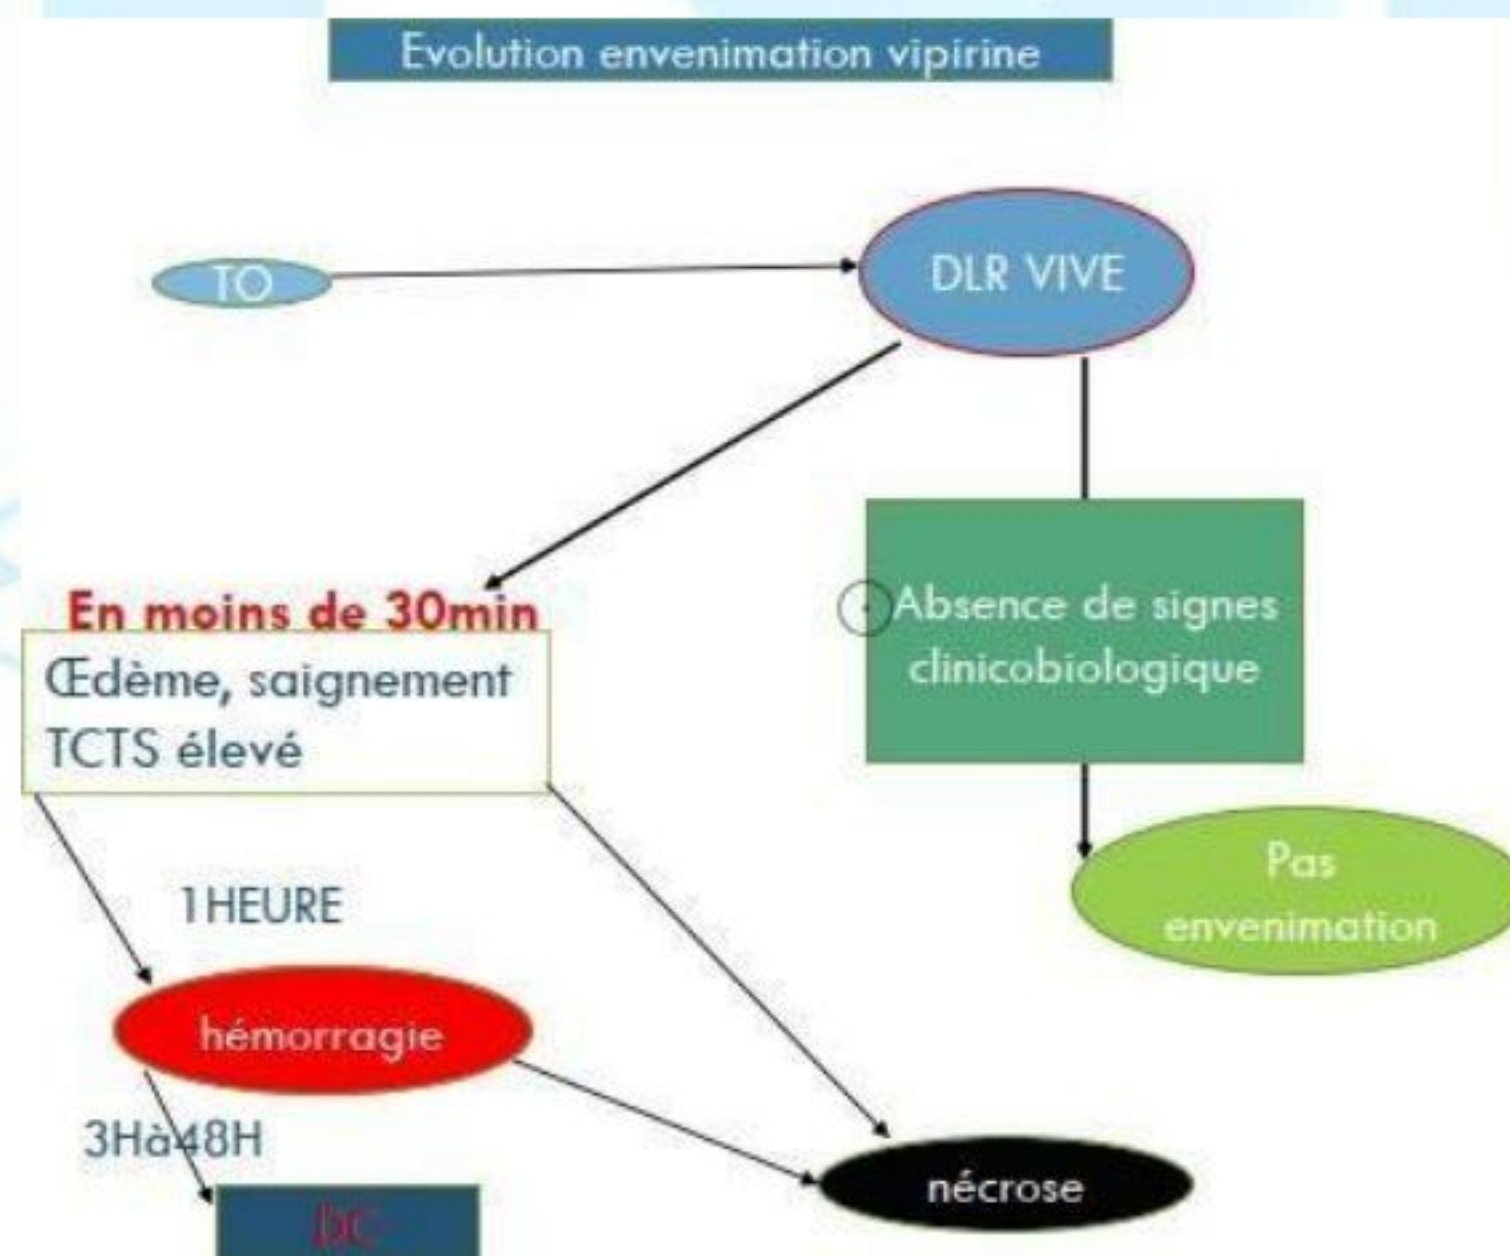 Evolution envenimation vipirine
TO
DLR VIVE
En moins de 30min
Œdème, saignement
TCTS élevé
Absence de signes
clinicobiologique
1HEURE
Pas
envenimation
hémorragie
3Hà48H
nécrose
DC